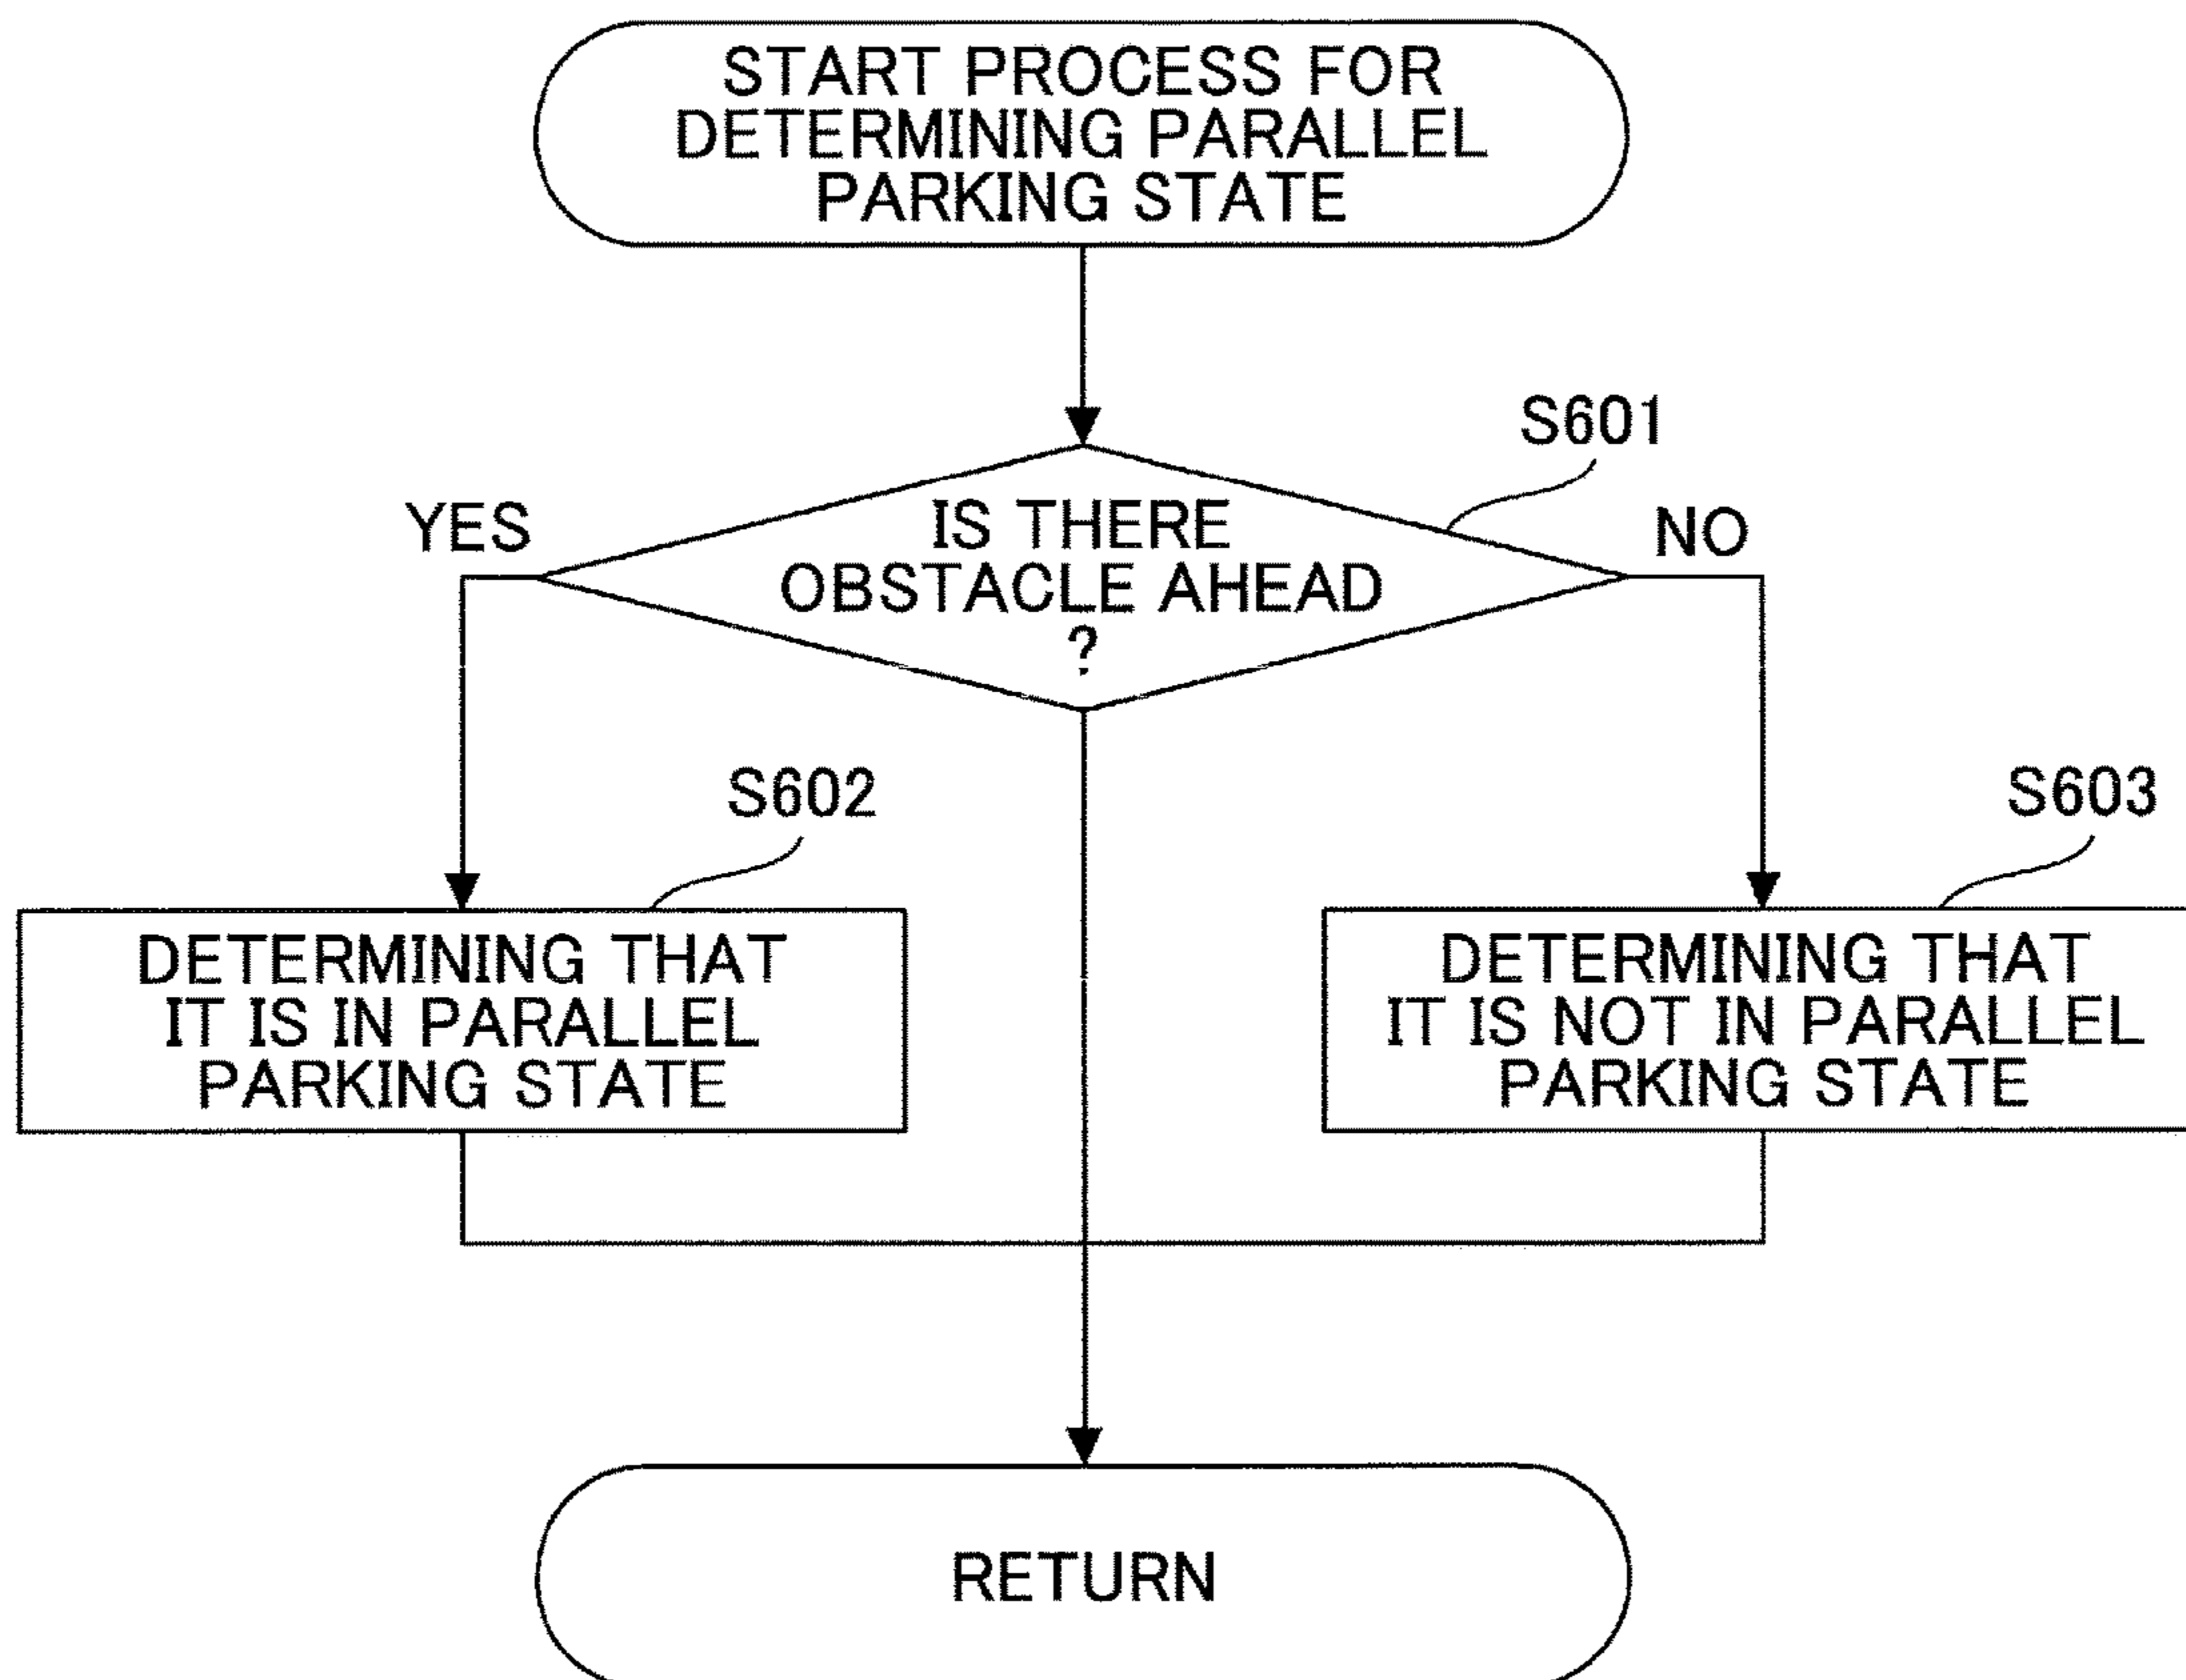 START PROCESS FOR
DETERMINING PARALLEL
PARKING STATE
S601
YES
IS THERE
OBSTACLE AHEAD
?
NO
S602
S603
DETERMINING THAT
IT IS IN PARALLEL
PARKING STATE
DETERMINING THAT
IT IS NOT IN PARALLEL
PARKING STATE
RETURN